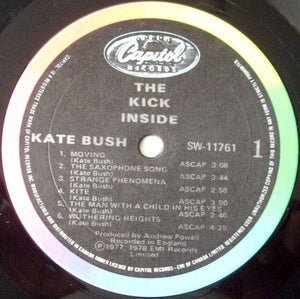 Capitol
RECORDS
THE
KICK
INSIDE
KATE BUSH
SW-11761
1
1. MOVING ASCAP 3:08
(Kate Bush)
2. THE SAXOPHONE SONG ASCAP 3:44
(Kate Bush)
3. STRANGE PHENOMENA ASCAP 2:58
(Kate Bush)
4. KITE ASCAP 3:00
(Kate Bush)
5. THE MAN WITH A CHILD IN HIS EYES
(Kate Bush) ASCAP 2:46
6. WUTHERING HEIGHTS
(Kate Bush) ASCAP 4:25
Produced by Andrew Powell
Recorded in England
℗ 1977, 1978 EMI Records
Limited